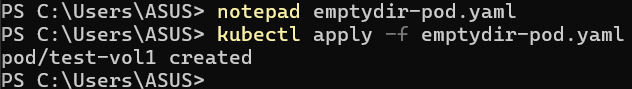 PS C:\Users\ASUS> notepad emptydir-pod.yaml
PS C:\Users\ASUS> kubectl apply -f emptydir-pod.yaml
pod/test-vol1 created
PS C:\Users\ASUS>